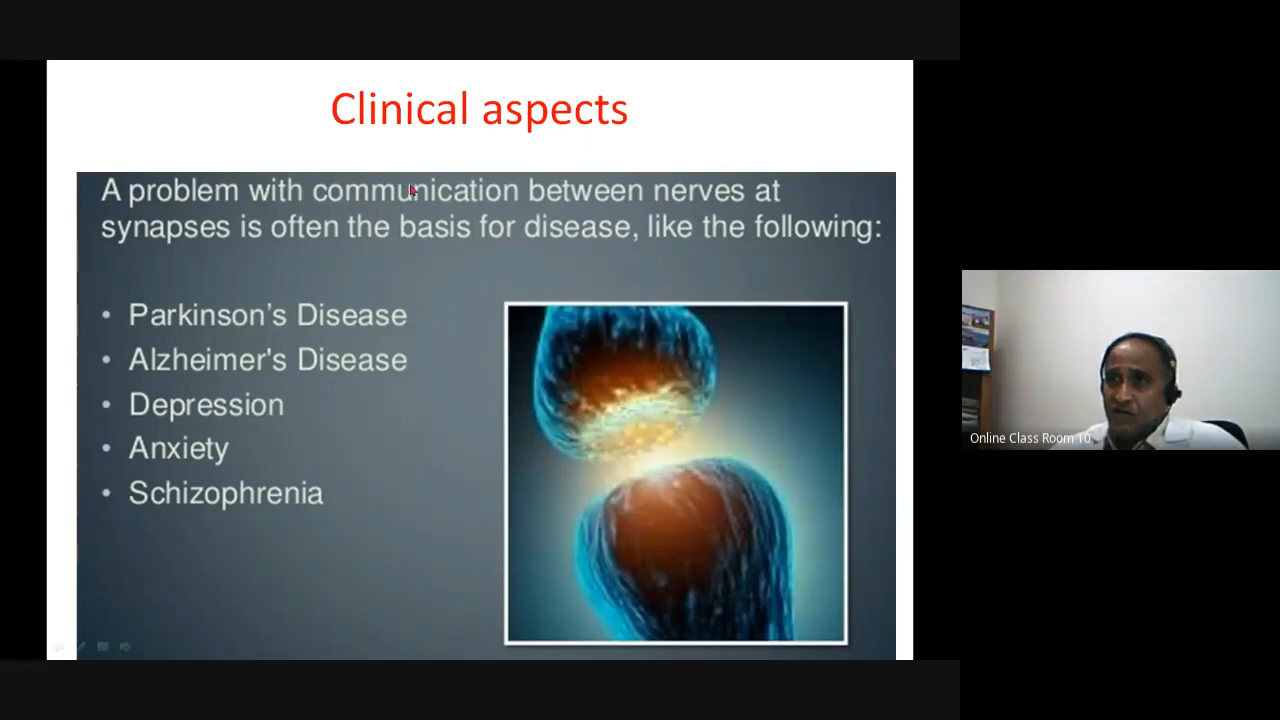 Clinical aspects
A problem with communication between nerves at
synapses is often the basis for disease, like the following:
• Parkinson's Disease
• Alzheimer's Disease
• Depression
• Anxiety
• Schizophrenia
Online Class Room 10